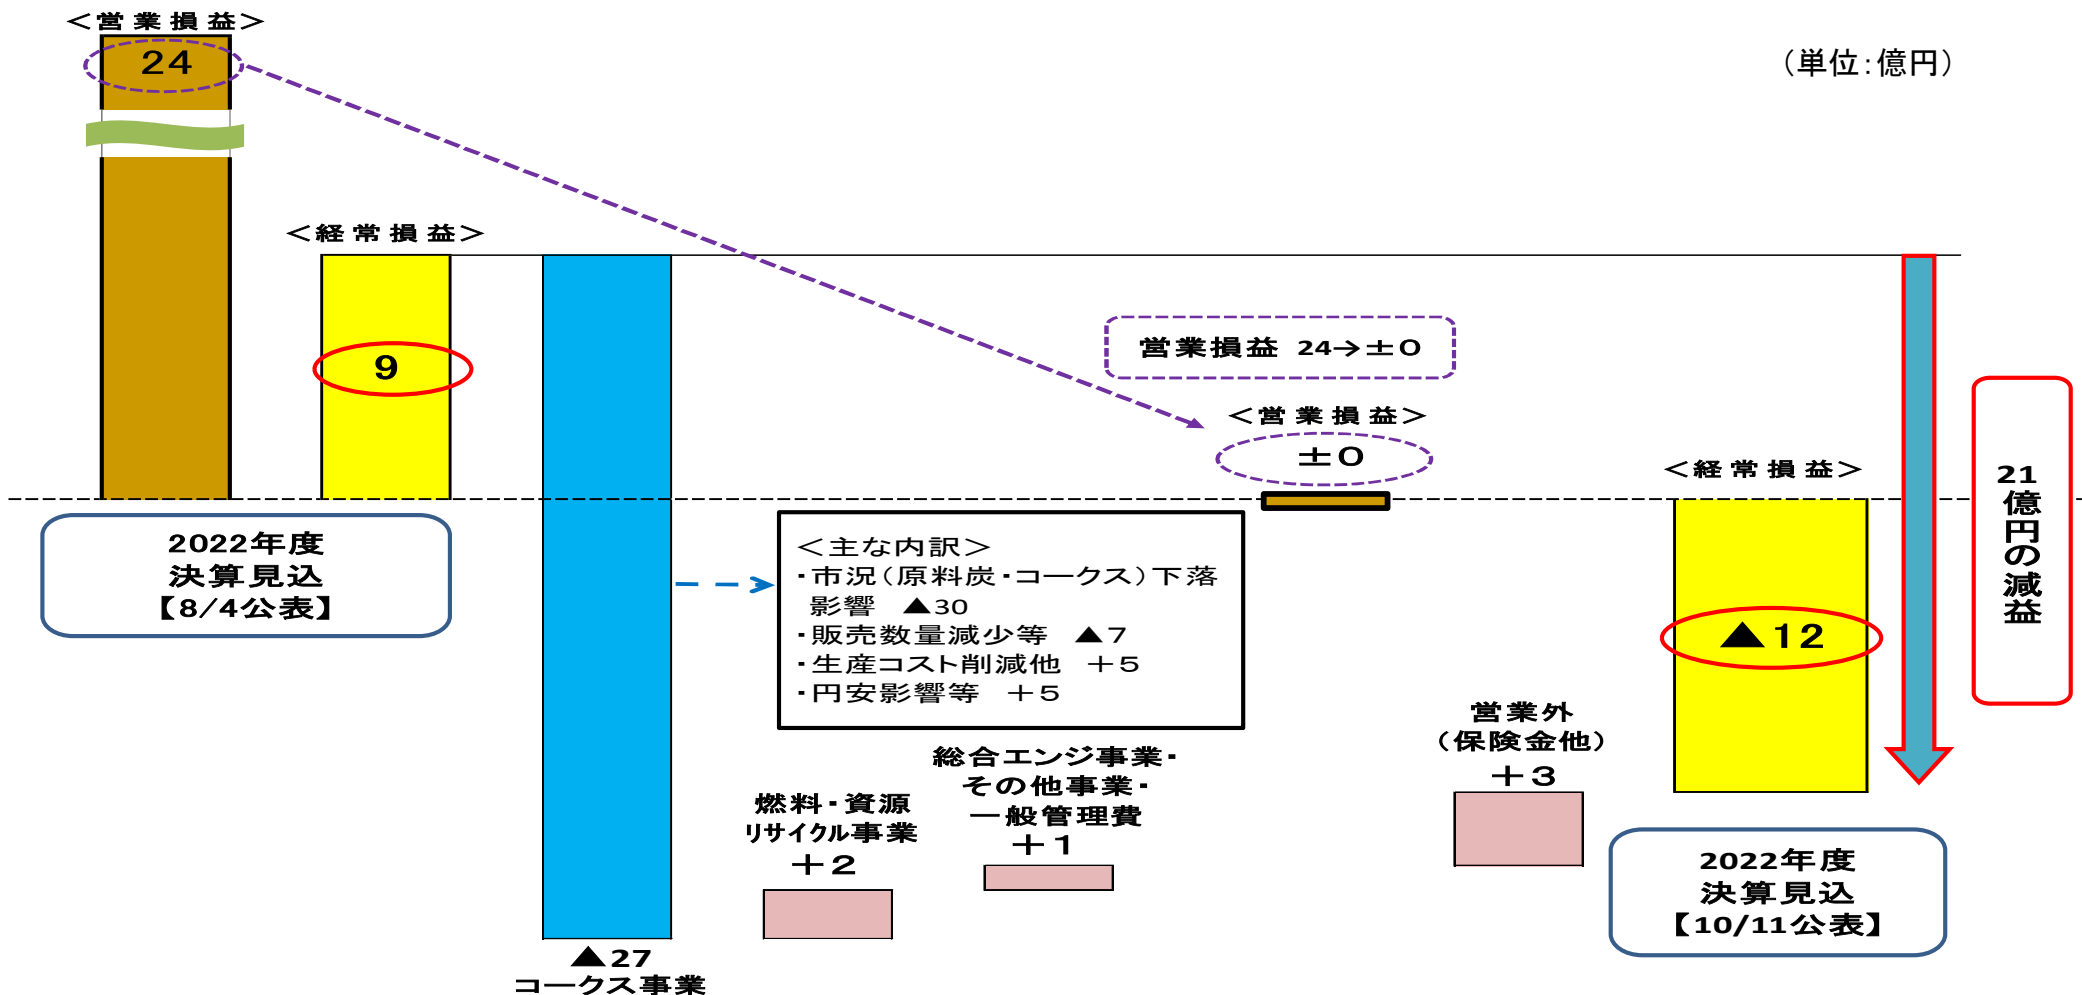 ＜営業損益＞
24
（単位：億円）
＜経常損益＞
9
営業損益 24→±0
＜営業損益＞
±0
＜経常損益＞
▲12
21
億円の減益
2022年度
決算見込
【8/4公表】
＜主な内訳＞
・市況（原料炭・コークス）下落
影響 ▲30
・販売数量減少等 ▲7
・生産コスト削減他 ＋5
・円安影響等 ＋5
▲27
コークス事業
燃料・資源
リサイクル事業
＋2
総合エンジ事業・
その他事業・
一般管理費
＋1
営業外
（保険金他）
＋3
2022年度
決算見込
【10/11公表】